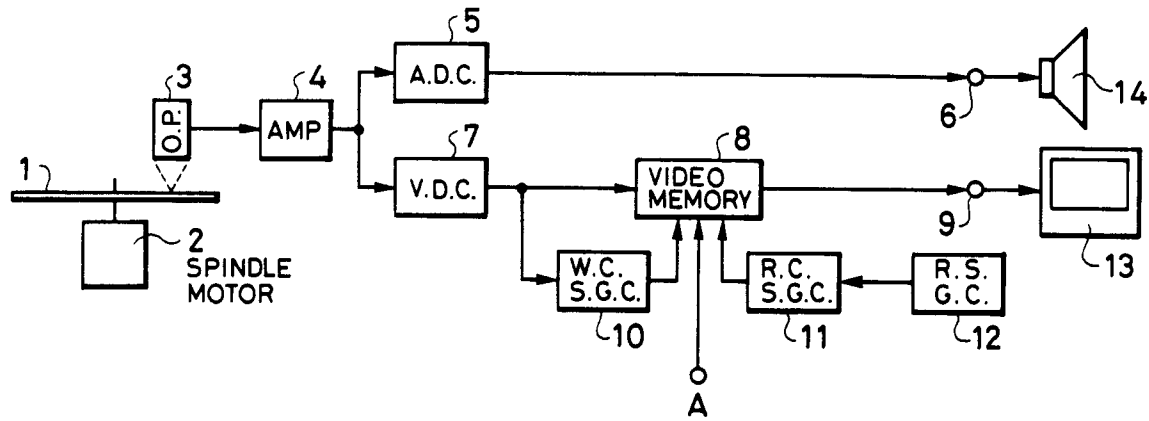 5
A.D.C.
3
O.P.
4
AMP
6
14
7
V.D.C.
8
VIDEO
MEMORY
9
13
1
2
SPINDLE
MOTOR
W.C.
S.G.C.
10
R.C.
S.G.C.
11
R.S.
G.C.
12
A